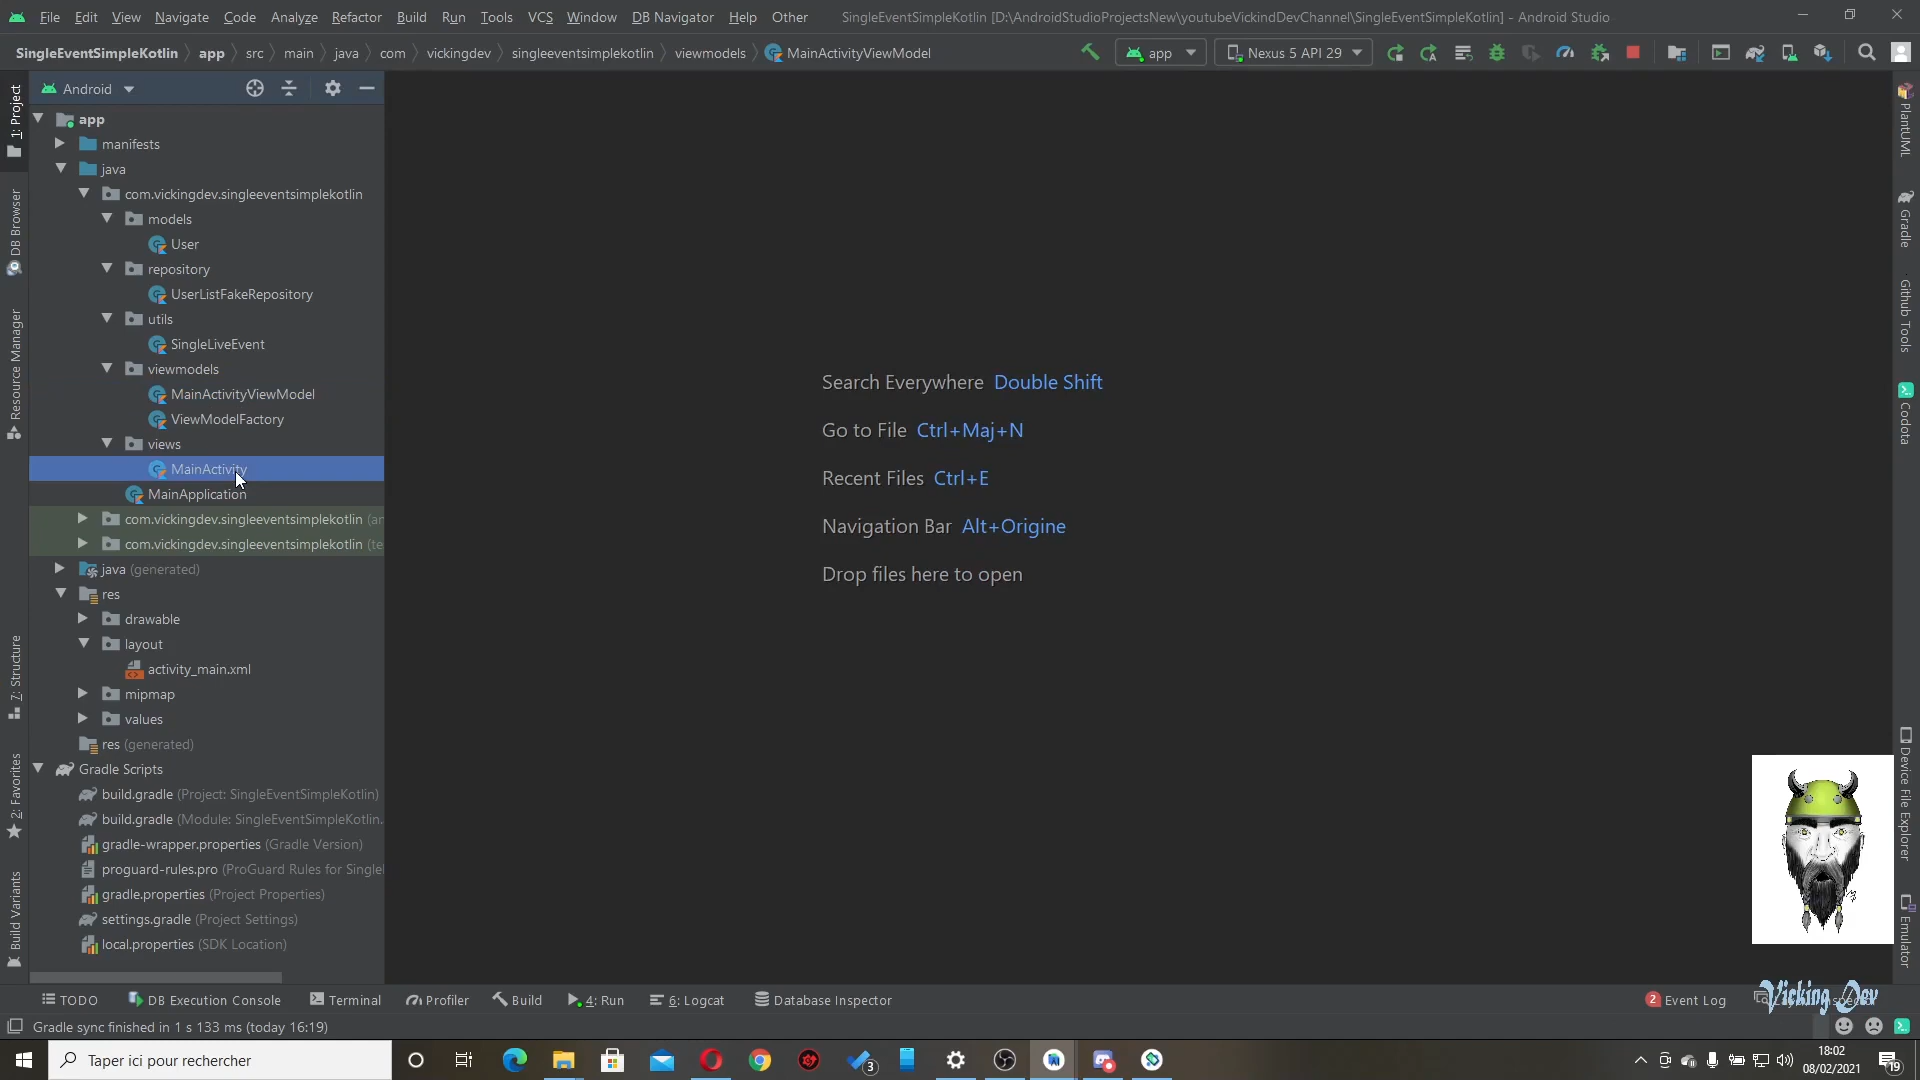 File Edit View Navigate Code Analyze Refactor Build Run Tools VCS Window DB Navigator Help Other SingleEventSimpleKotlin [D:\AndroidStudioProjectsNew\youtubeVickindDevChannel\SingleEventSimpleKotlin] - Android Studio
SingleEventSimpleKotlin app src main java com vickingdev singleeventsimplekotlin viewmodels MainActivityViewModel app Nexus 5 API 29
Android
app
manifests
java
com.vickingdev.singleeventsimplekotlin
models
User
repository
UserListFakeRepository
utils
SingleLiveEvent
viewmodels
MainActivityViewModel
ViewModelFactory
views
MainActivity
MainApplication
com.vickingdev.singleeventsimplekotlin (an
com.vickingdev.singleeventsimplekotlin (te
java (generated)
res
drawable
layout
activity_main.xml
mipmap
values
res (generated)
Gradle Scripts
build.gradle (Project: SingleEventSimpleKotlin)
build.gradle (Module: SingleEventSimpleKotlin.
gradle-wrapper.properties (Gradle Version)
proguard-rules.pro (ProGuard Rules for Single
gradle.properties (Project Properties)
settings.gradle (Project Settings)
local.properties (SDK Location)
1: Project
DB Browser
Resource Manager
7: Structure
2: Favorites
Build Variants
Search Everywhere Double Shift
Go to File Ctrl+Maj+N
Recent Files Ctrl+E
Navigation Bar Alt+Origine
Drop files here to open
PlantUML
Gradle
Github Tools
Codota
Device File Explorer
Emulator
TODO DB Execution Console Terminal Profiler Build 4: Run 6: Logcat Database Inspector 2 Event Log
Vicking Dev
Gradle sync finished in 1 s 133 ms (today 16:19)
Taper ici pour rechercher
3
18:02
08/02/2021
19